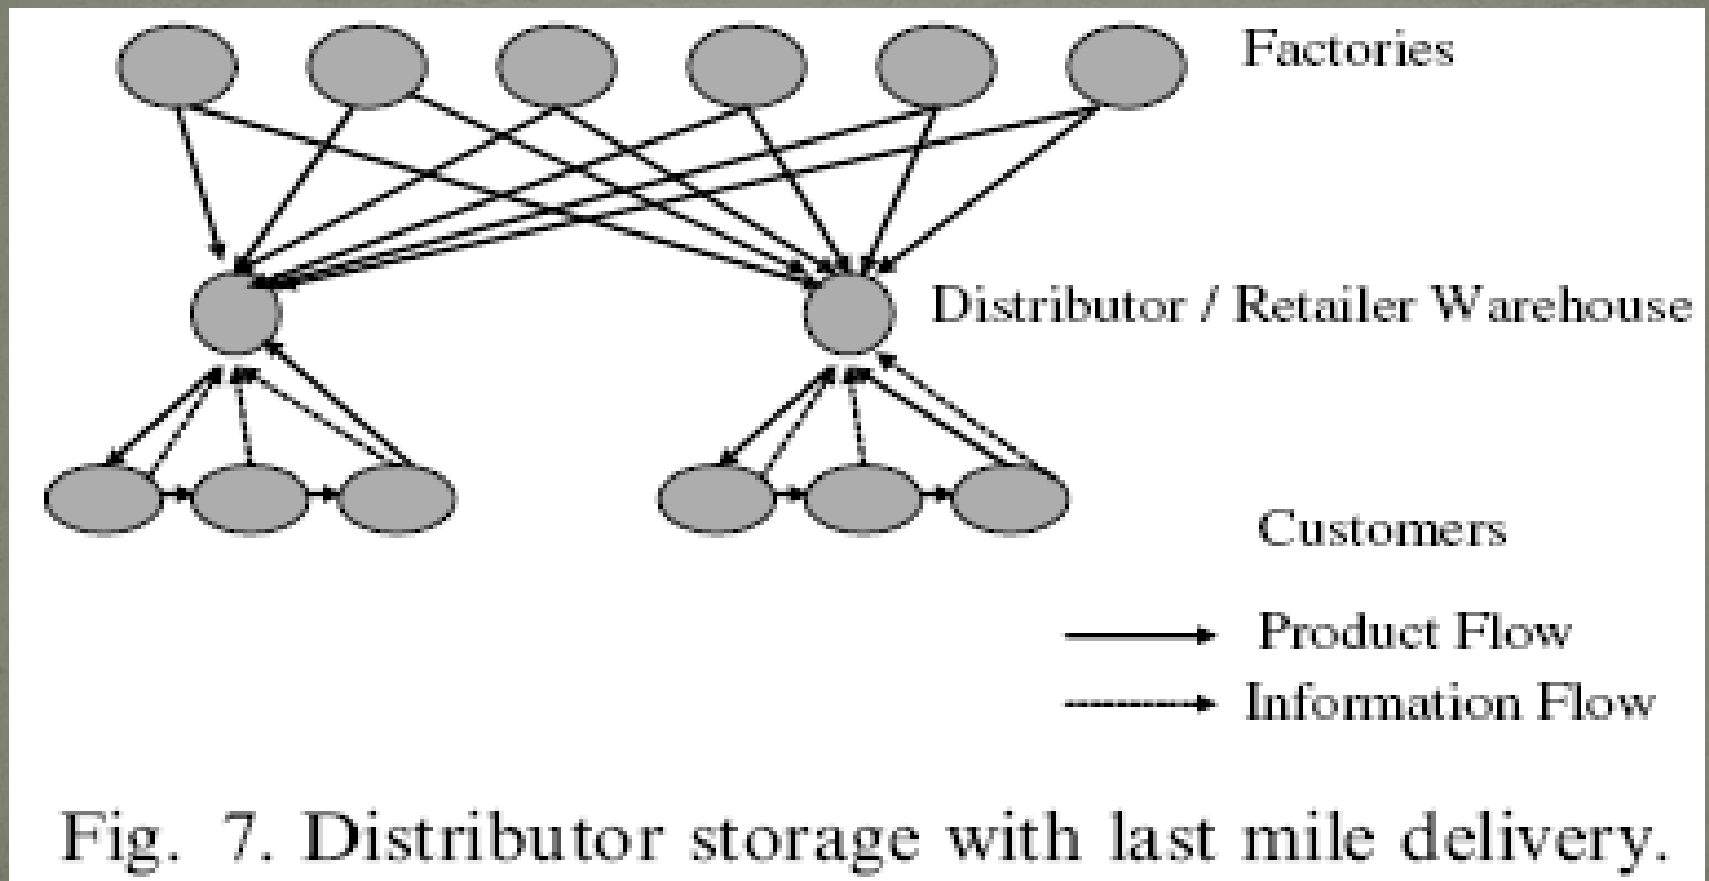 Factories
Distributor / Retailer Warehouse
Customers
Product Flow
Information Flow
Fig. 7. Distributor storage with last mile delivery.